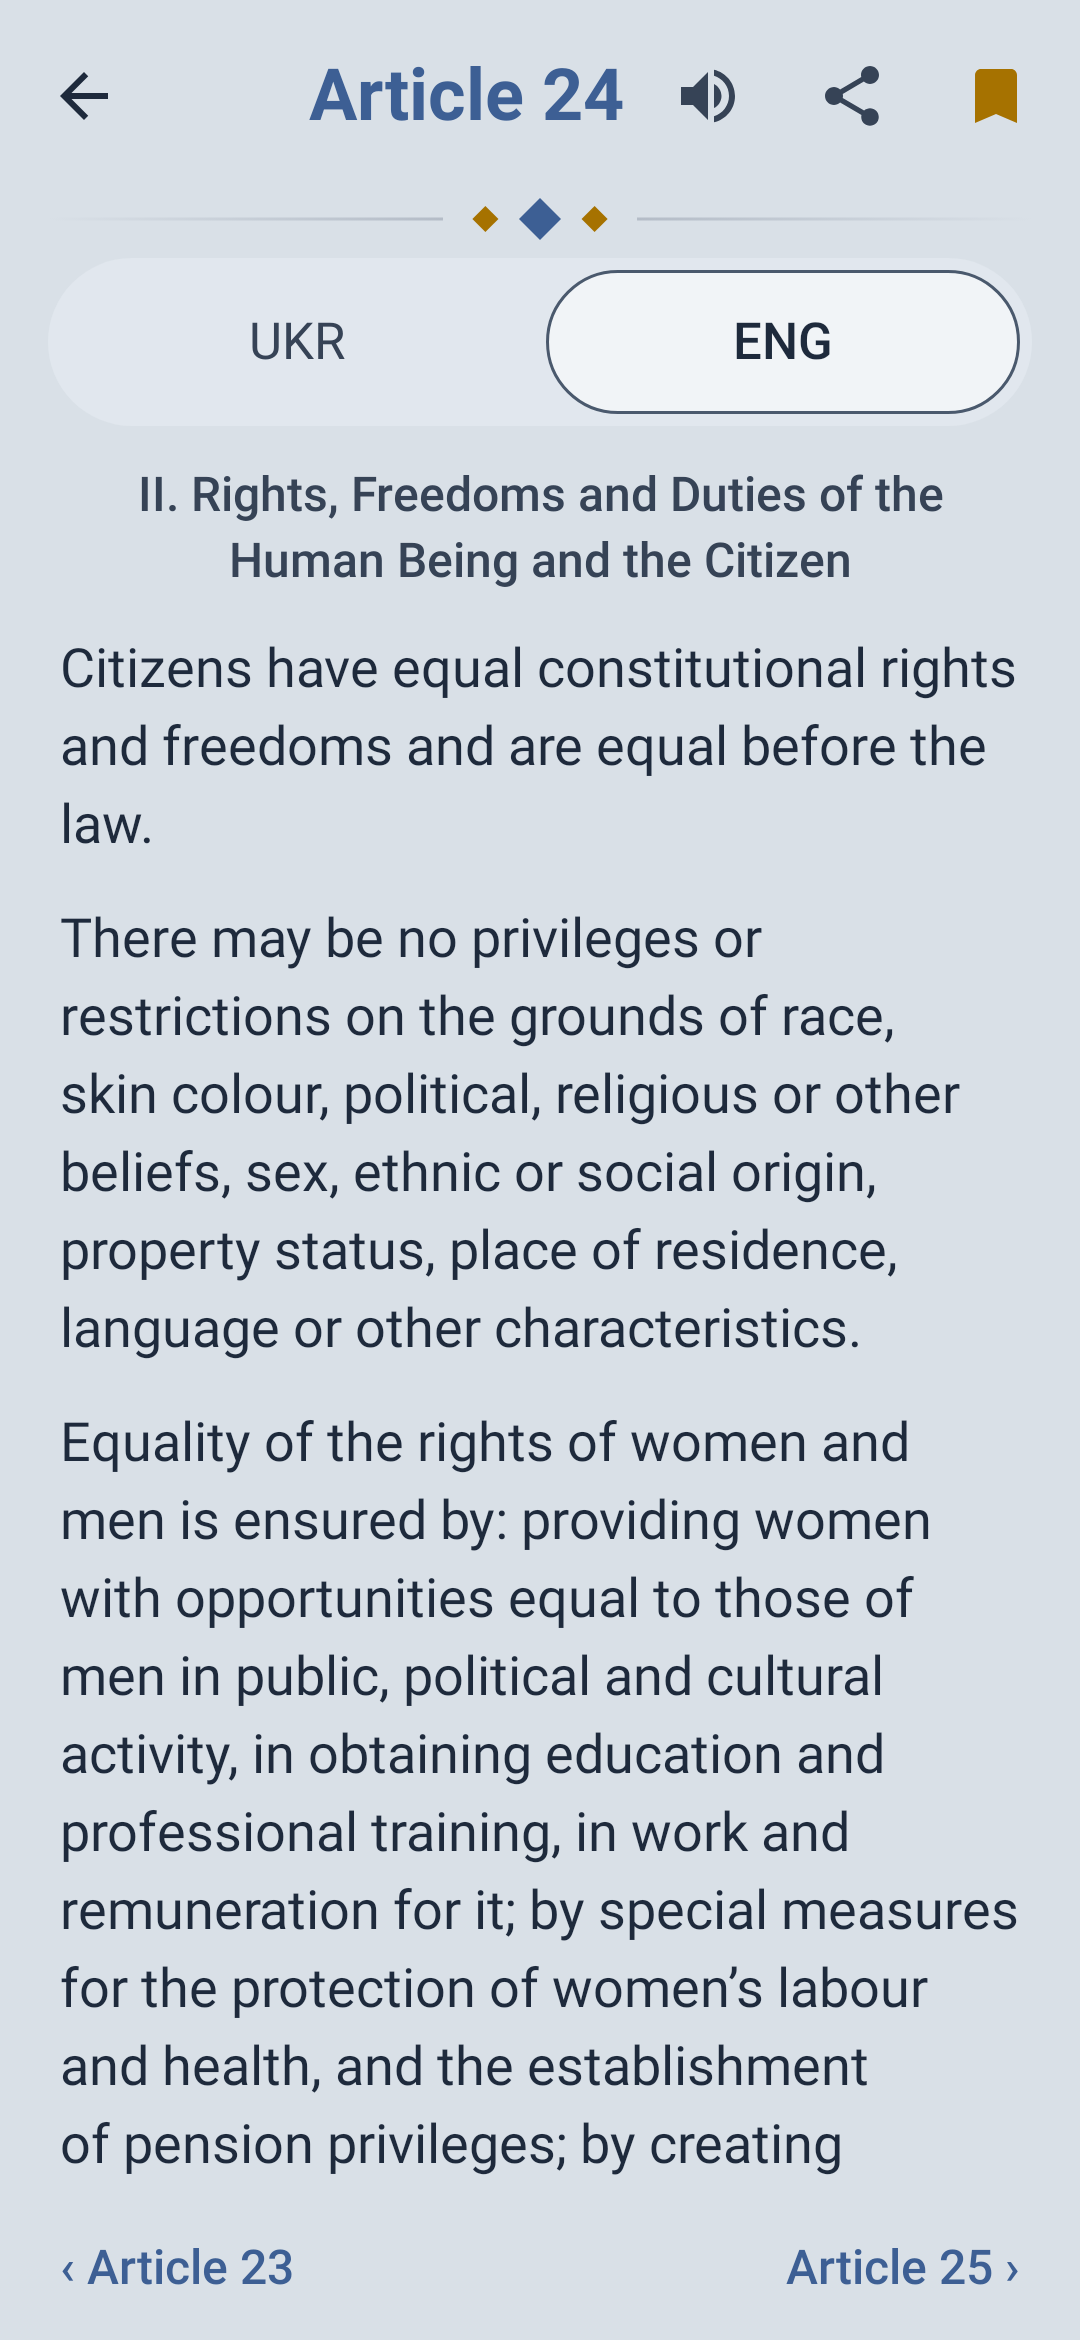 Article 24
UKR
ENG
II. Rights, Freedoms and Duties of the
Human Being and the Citizen
Citizens have equal constitutional rights
and freedoms and are equal before the
law.
There may be no privileges or
restrictions on the grounds of race,
skin colour, political, religious or other
beliefs, sex, ethnic or social origin,
property status, place of residence,
language or other characteristics.
Equality of the rights of women and
men is ensured by: providing women
with opportunities equal to those of
men in public, political and cultural
activity, in obtaining education and
professional training, in work and
remuneration for it; by special measures
for the protection of women’s labour
and health, and the establishment
of pension privileges; by creating
‹ Article 23
Article 25 ›